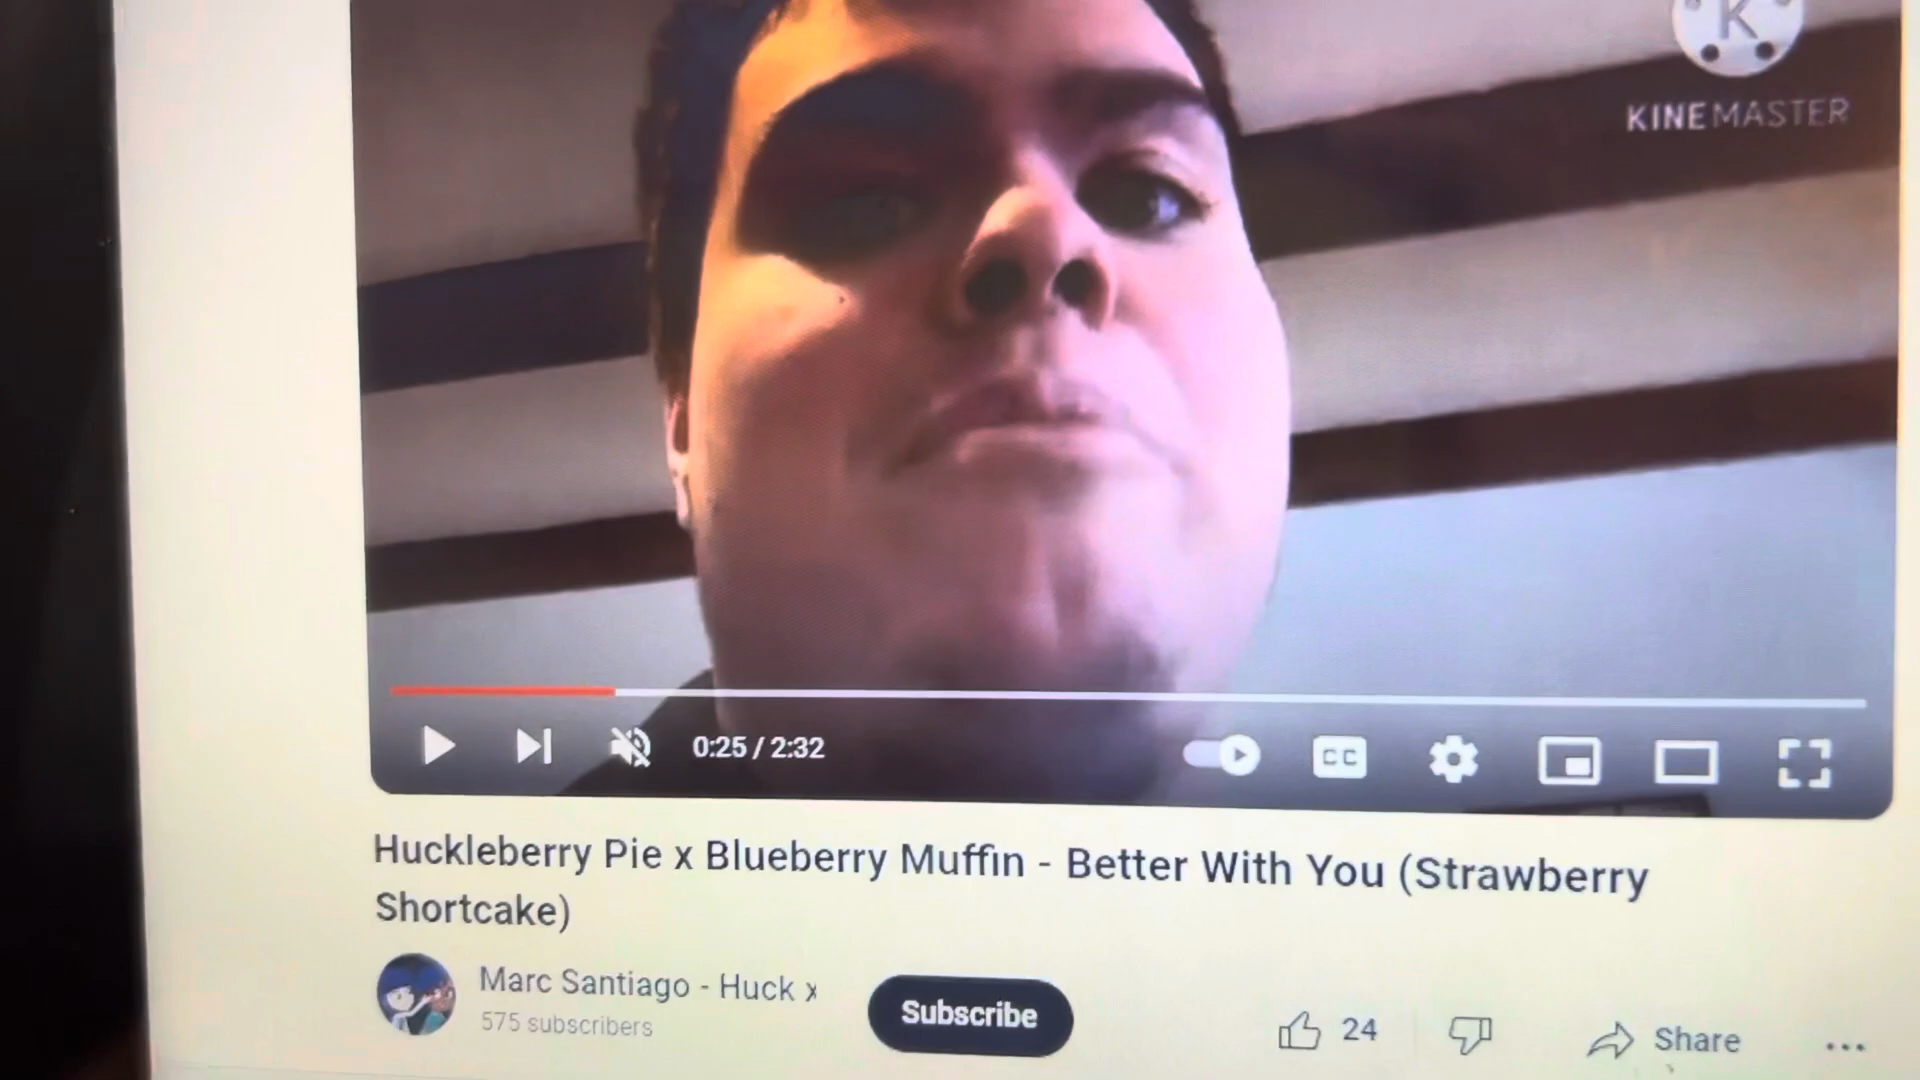 K
KINEMASTER
0:25 / 2:32
CC
Huckleberry Pie x Blueberry Muffin - Better With You (Strawberry
Shortcake)
Marc Santiago - Huck x
575 subscribers
Subscribe
24
Share